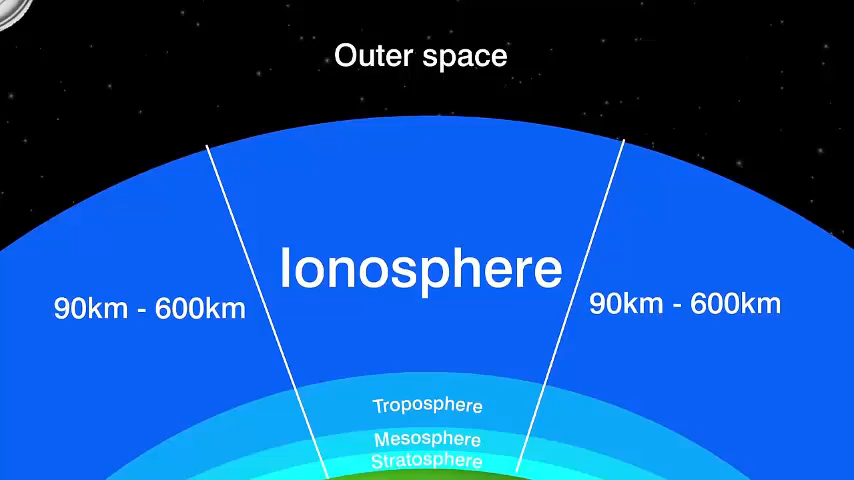 Outer space
Ionosphere
90km - 600km
90km - 600km
Troposphere
Mesosphere
Stratosphere